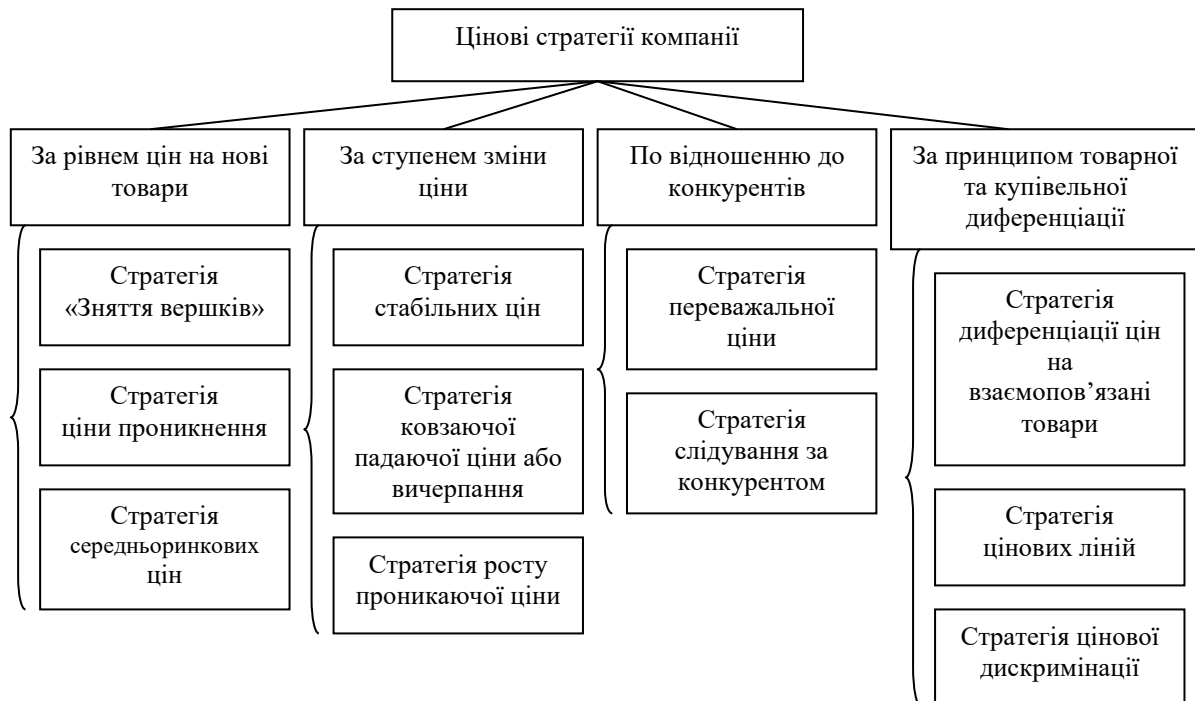 Цінові стратегії компанії
За рівнем цін на нові
товари
Стратегія
«Зняття вершків»
Стратегія
ціни проникнення
Стратегія
середньоринкових
цін
За ступенем зміни
ціни
Стратегія
стабільних цін
Стратегія
ковзаючої
падаючої ціни або
вичерпання
Стратегія росту
проникаючої ціни
По відношенню до
конкурентів
Стратегія
переважальної
ціни
Стратегія
слідування за
конкурентом
За принципом товарної
та купівельної
диференціації
Стратегія
диференціації цін
на
взаємопов’язані
товари
Стратегія
цінових ліній
Стратегія цінової
дискримінації